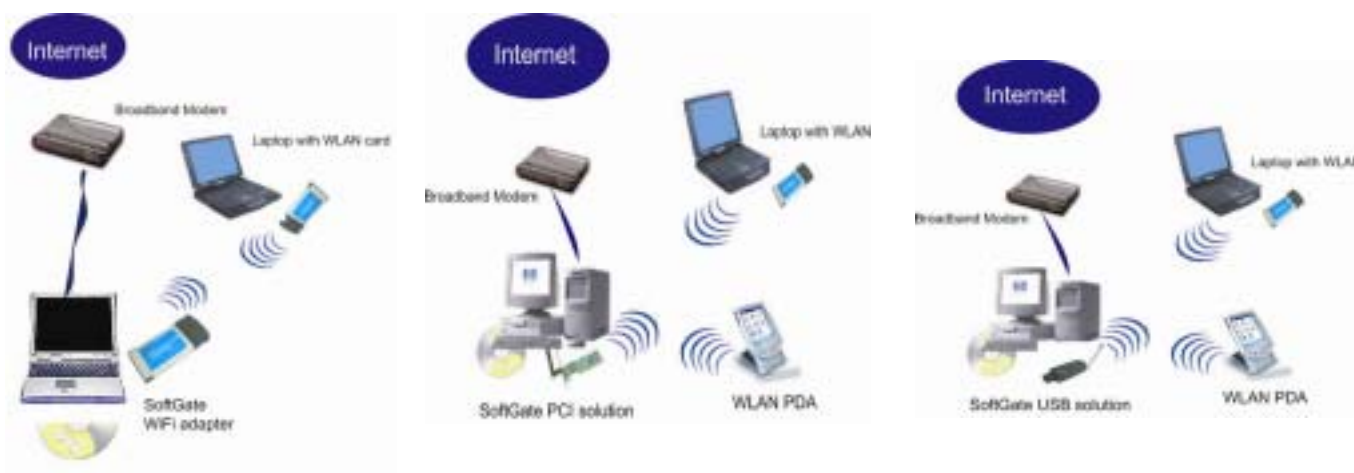 Internet
Broadband Modem
Laptop with WLAN card
SoftGate
WiFi adapter
Internet
Laptop with WLAN
Broadband Modem
SoftGate PCI solution
WLAN PDA
Internet
Laptop with WLA
Broadband Modem
SoftGate USB solution
WLAN PDA